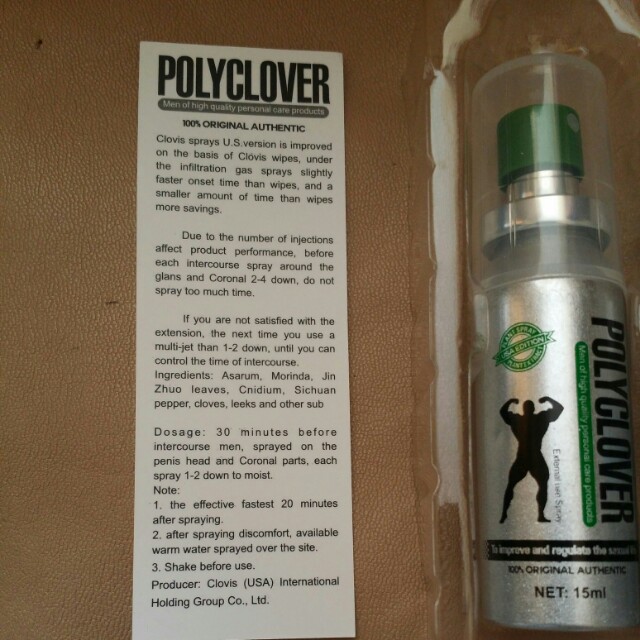 POLYCLOVER
Men of high quality personal care products
100% ORIGINAL AUTHENTIC
Clovis sprays U.S.version is improved
on the basis of Clovis wipes, under
the infiltration gas sprays slightly
faster onset time than wipes, and a
smaller amount of time than wipes
more savings.
Due to the number of injections
affect product performance, before
each intercourse spray around the
glans and Coronal 2-4 down, do not
spray too much time.
If you are not satisfied with the
extension, the next time you use a
multi-jet than 1-2 down, until you can
control the time of intercourse.
Ingredients: Asarum, Morinda, Jin
Zhuo leaves, Cnidium, Sichuan
pepper, cloves, leeks and other sub
Dosage: 30 minutes before
intercourse men, sprayed on the
penis head and Coronal parts, each
spray 1-2 down to moist.
Note:
1. the effective fastest 20 minutes
after spraying.
2. after spraying discomfort, available
warm water sprayed over the site.
3. Shake before use.
Producer: Clovis (USA) International
Holding Group Co., Ltd.
USA EDITION
POLYCLOVER
Men of high quality personal care products
External use Spray
To improve and regulate the sexual
100% ORIGINAL AUTHENTIC
NET: 15ml